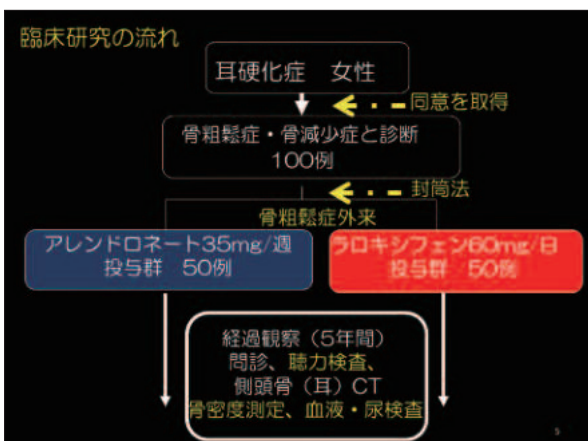 臨床研究の流れ
耳硬化症　女性
同意を取得
骨粗鬆症・骨減少症と診断
100例
封筒法
骨粗鬆症外来
アレンドロネート35mg/週
投与群　50例
ラロキシフェン60mg/日
投与群　50例
経過観察（5年間）
問診、聴力検査、
側頭骨（耳）CT
骨密度測定、血液・尿検査